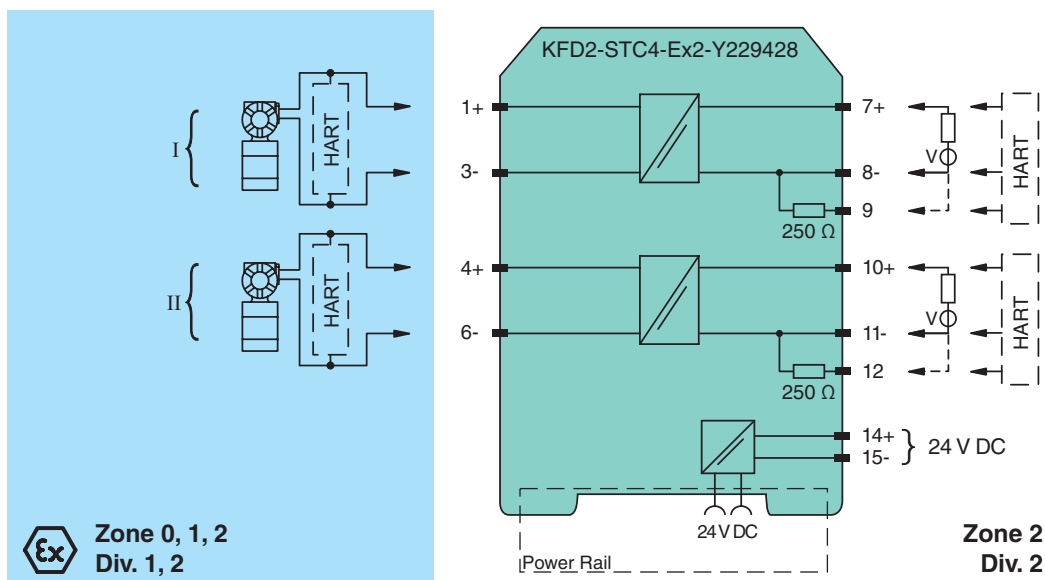 KFD2-STC4-Ex2-Y229428
I
HART
1+
3-
7+
8-
9
250 Ω
V
HART
II
HART
4+
6-
10+
11-
12
250 Ω
V
HART
14+
15-
24 V DC
24 V DC
Power Rail
Ex
Zone 0, 1, 2
Div. 1, 2
Zone 2
Div. 2